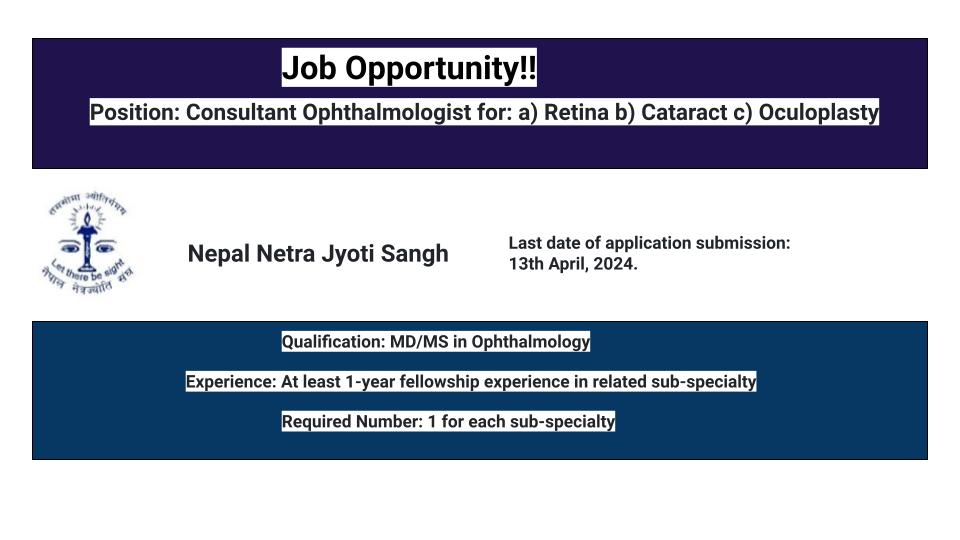 Job Opportunity!!
Position: Consultant Ophthalmologist for: a) Retina b) Cataract c) Oculoplasty
तमसोमा ज्योतिर्गमय
Let there be sight
नेपाल नेत्रज्योति संघ
Nepal Netra Jyoti Sangh
Last date of application submission:
13th April, 2024.
Qualification: MD/MS in Ophthalmology
Experience: At least 1-year fellowship experience in related sub-specialty
Required Number: 1 for each sub-specialty